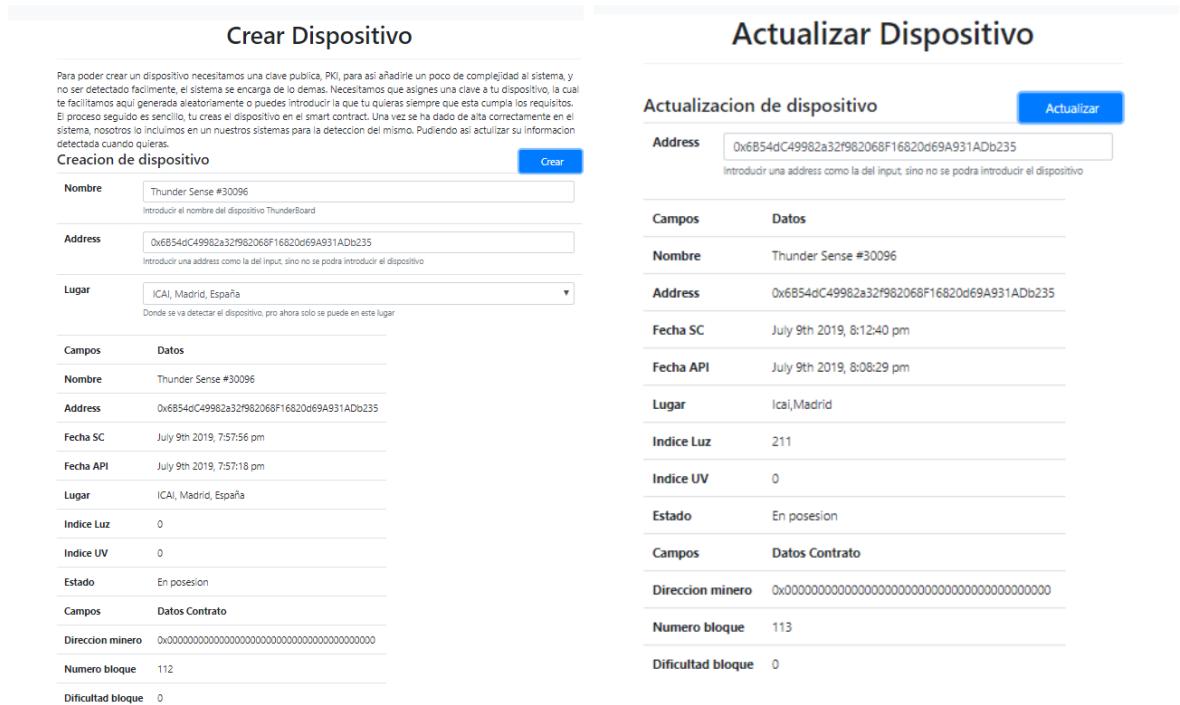 Crear Dispositivo
Para poder crear un dispositivo necesitamos una clave publica, PKI, para asi añadirle un poco de complejidad al sistema, y
no ser detectado facilmente, el sistema se encarga de lo demas. Necesitamos que asignes una clave a tu dispositivo, la cual
te facilitamos aqui generada aleatoriamente o puedes introducir la que tu quieras siempre que esta cumpla los requisitos.
El proceso seguido es sencillo, tu creas el dispositivo en el smart contract. Una vez se ha dado de alta correctamente en el
sistema, nosotros lo incluimos en un nuestros sistemas para la deteccion del mismo. Pudiendo asi actulizar su informacion
detectada cuando quieras.
Creacion de dispositivo
Crear
Nombre
Thunder Sense #30096
Introducir el nombre del dispositivo ThunderBoard
Address
0x6B54dC49982a32f982068F16820d69A931ADb235
Introducir una address como la del input, sino no se podra introducir el dispositivo
Lugar
ICAI, Madrid, España
Donde se va detectar el dispositivo, pro ahora solo se puede en este lugar
Campos Datos
Nombre Thunder Sense #30096
Address 0x6B54dC49982a32f982068F16820d69A931ADb235
Fecha SC July 9th 2019, 7:57:56 pm
Fecha API July 9th 2019, 7:57:18 pm
Lugar ICAI, Madrid, España
Indice Luz 0
Indice UV 0
Estado En posesion
Campos Datos Contrato
Direccion minero 0x0000000000000000000000000000000000000000
Numero bloque 112
Dificultad bloque 0
Actualizar Dispositivo
Actualizacion de dispositivo
Actualizar
Address
0x6B54dC49982a32f982068F16820d69A931ADb235
Introducir una address como la del input, sino no se podra introducir el dispositivo
Campos Datos
Nombre Thunder Sense #30096
Address 0x6B54dC49982a32f982068F16820d69A931ADb235
Fecha SC July 9th 2019, 8:12:40 pm
Fecha API July 9th 2019, 8:08:29 pm
Lugar Icai,Madrid
Indice Luz 211
Indice UV 0
Estado En posesion
Campos Datos Contrato
Direccion minero 0x0000000000000000000000000000000000000000
Numero bloque 113
Dificultad bloque 0